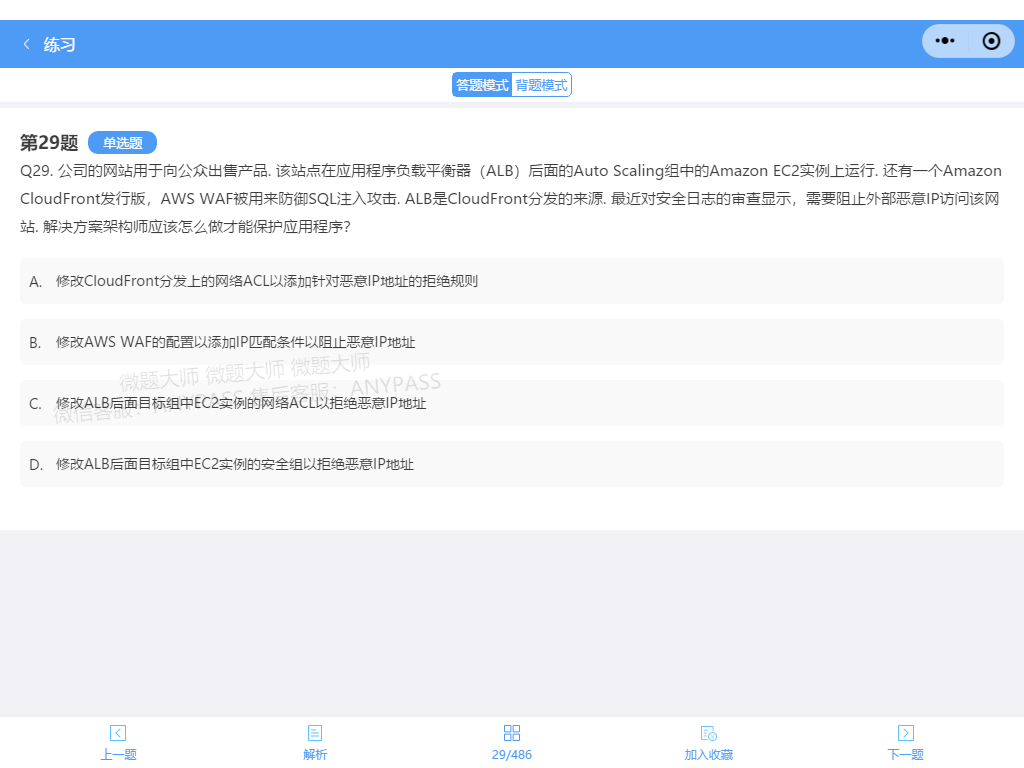 练习
答题模式 背题模式
第29题 单选题
Q29. 公司的网站用于向公众出售产品. 该站点在应用程序负载平衡器（ALB）后面的Auto Scaling组中的Amazon EC2实例上运行. 还有一个Amazon
CloudFront发行版，AWS WAF被用来防御SQL注入攻击. ALB是CloudFront分发的来源. 最近对安全日志的审查显示，需要阻止外部恶意IP访问该网
站. 解决方案架构师应该怎么做才能保护应用程序?
A. 修改CloudFront分发上的网络ACL以添加针对恶意IP地址的拒绝规则
B. 修改AWS WAF的配置以添加IP匹配条件以阻止恶意IP地址
微题大师 微题大师 微题大师
微信客服：ANYPASS 售后客服：ANYPASS
C. 修改ALB后面目标组中EC2实例的网络ACL以拒绝恶意IP地址
D. 修改ALB后面目标组中EC2实例的安全组以拒绝恶意IP地址
上一题 解析 29/486 加入收藏 下一题